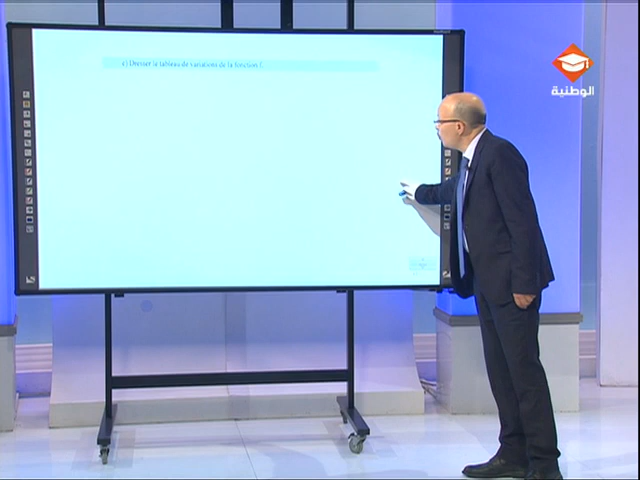 c) Dresser le tableau de variations de la fonction f.
الوطنية